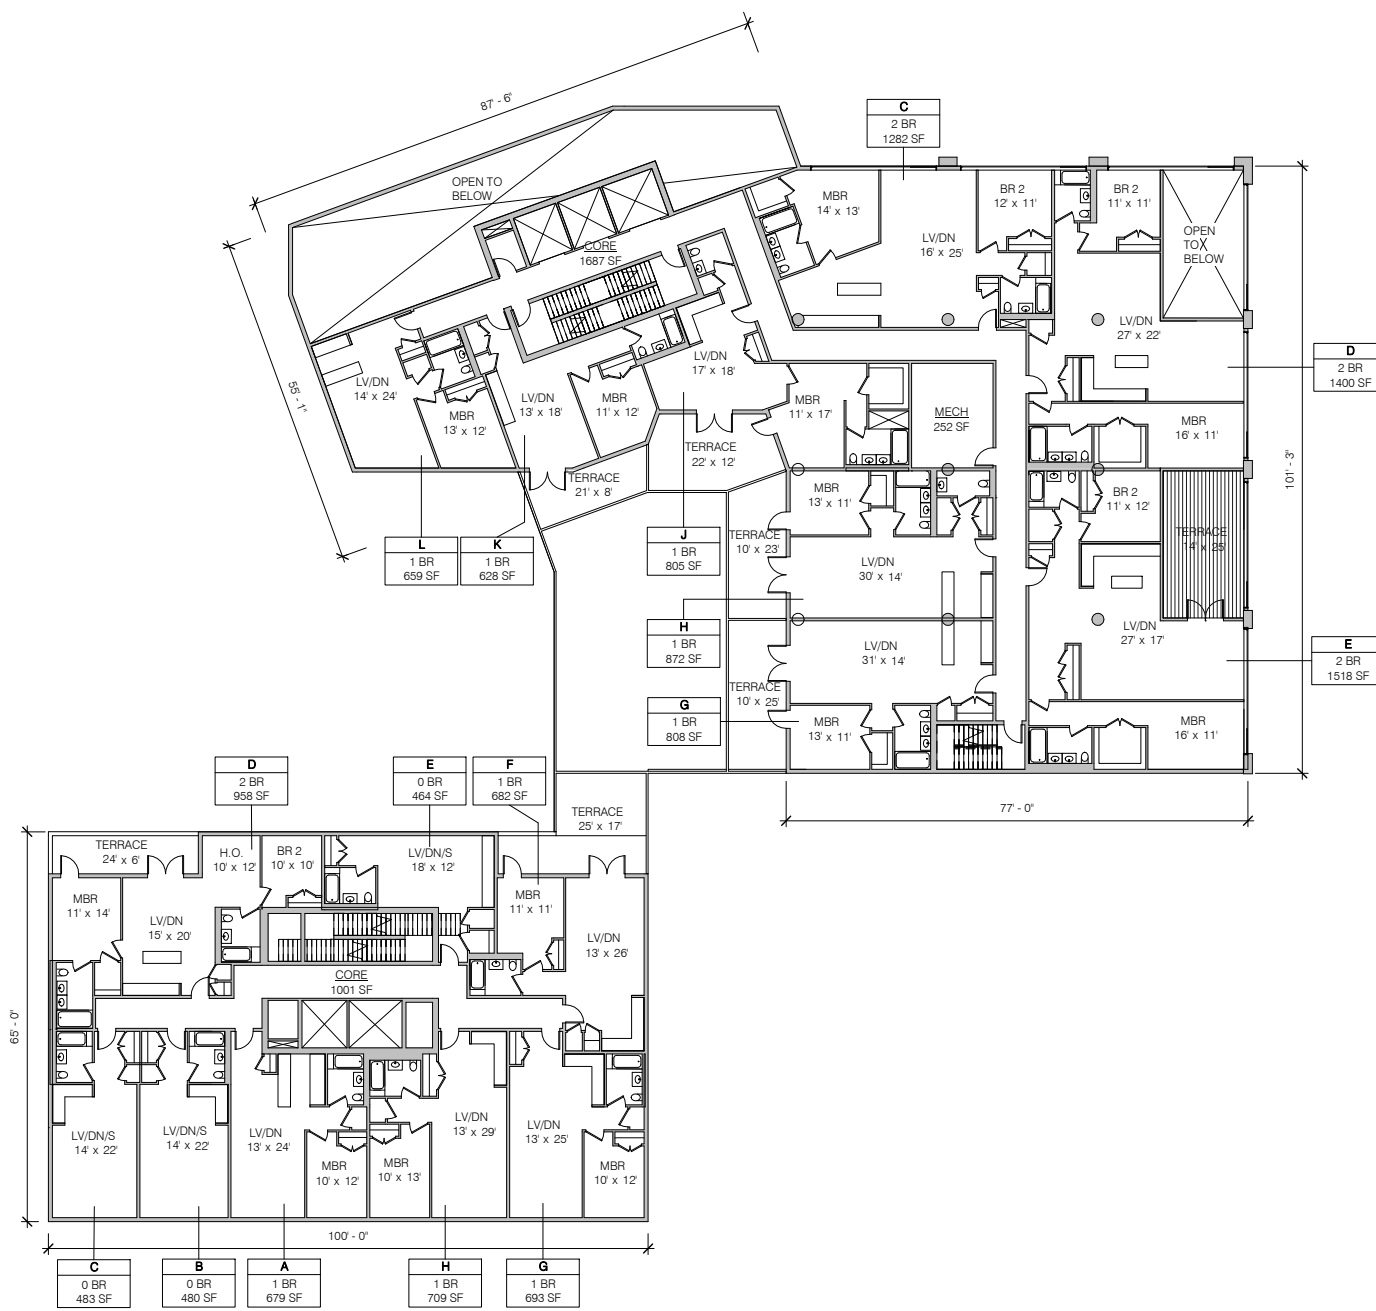 87' - 6"
C
2 BR
1282 SF
OPEN TO
BELOW
MBR
14' x 13'
BR 2
12' x 11'
BR 2
11' x 11'
LV/DN
16' x 25'
OPEN
TO
BELOW
CORE
1687 SF
LV/DN
27' x 22'
D
2 BR
1400 SF
55' - 1"
LV/DN
14' x 24'
LV/DN
17' x 18'
LV/DN
13' x 18'
MBR
11' x 12'
MBR
11' x 17'
MBR
13' x 12'
MECH
252 SF
MBR
16' x 11'
TERRACE
22' x 12'
TERRACE
21' x 8'
MBR
13' x 11'
BR 2
11' x 12'
101' - 3"
TERRACE
14' x 25'
L
1 BR
659 SF
K
1 BR
628 SF
J
1 BR
805 SF
TERRACE
10' x 23'
LV/DN
30' x 14'
H
1 BR
872 SF
LV/DN
27' x 17'
LV/DN
31' x 14'
E
2 BR
1518 SF
TERRACE
10' x 25'
G
1 BR
808 SF
MBR
13' x 11'
MBR
16' x 11'
77' - 0"
D
2 BR
958 SF
E
0 BR
464 SF
F
1 BR
682 SF
TERRACE
25' x 17'
TERRACE
24' x 6'
H.O.
10' x 12'
BR 2
10' x 10'
LV/DN/S
18' x 12'
MBR
11' x 14'
MBR
11' x 11'
LV/DN
15' x 20'
LV/DN
13' x 26'
CORE
1001 SF
65' - 0"
LV/DN/S
14' x 22'
LV/DN/S
14' x 22'
LV/DN
13' x 24'
LV/DN
13' x 29'
LV/DN
13' x 25'
MBR
10' x 12'
MBR
10' x 13'
MBR
10' x 12'
100' - 0"
C
0 BR
483 SF
B
0 BR
480 SF
A
1 BR
679 SF
H
1 BR
709 SF
G
1 BR
693 SF